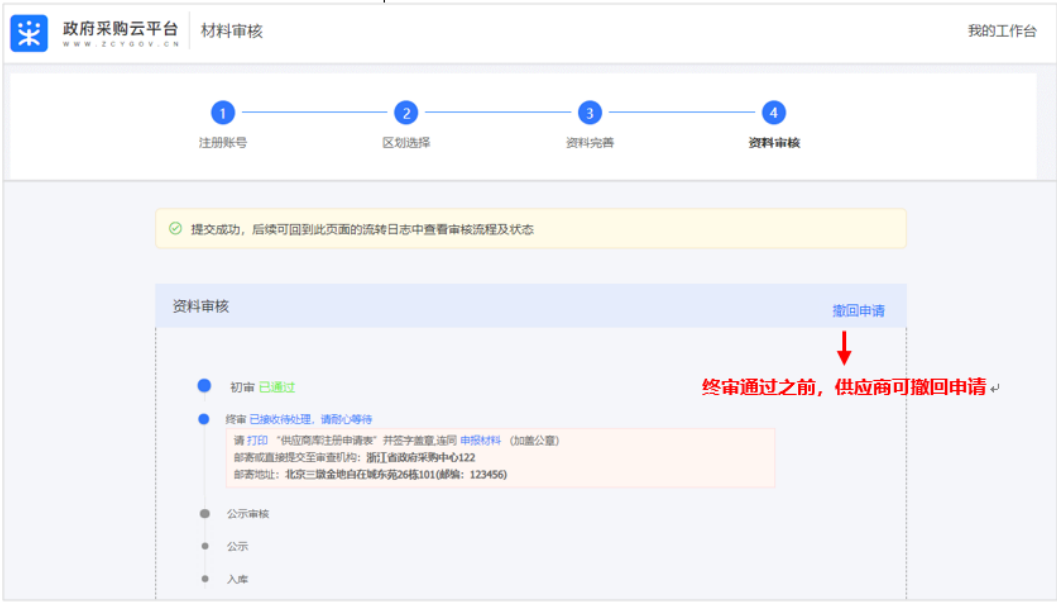 政府采购云平台 材料审核 我的工作台
WWW.ZCYGOV.CN
1 2 3 4
注册账号 区划选择 资料完善 资料审核
提交成功，后续可回到此页面的流转日志中查看审核流程及状态
资料审核 撤回申请
初审 已通过
终审通过之前，供应商可撤回申请
终审 已接收待处理，请耐心等待
请 打印 “供应商库注册申请表” 并签字盖章,连同 申报材料 （加盖公章）
邮寄或直接提交至审查机构：浙江省政府采购中心122
邮寄地址：北京三墩金地自在城东苑26栋101(邮编：123456)
公示审核
公示
入库